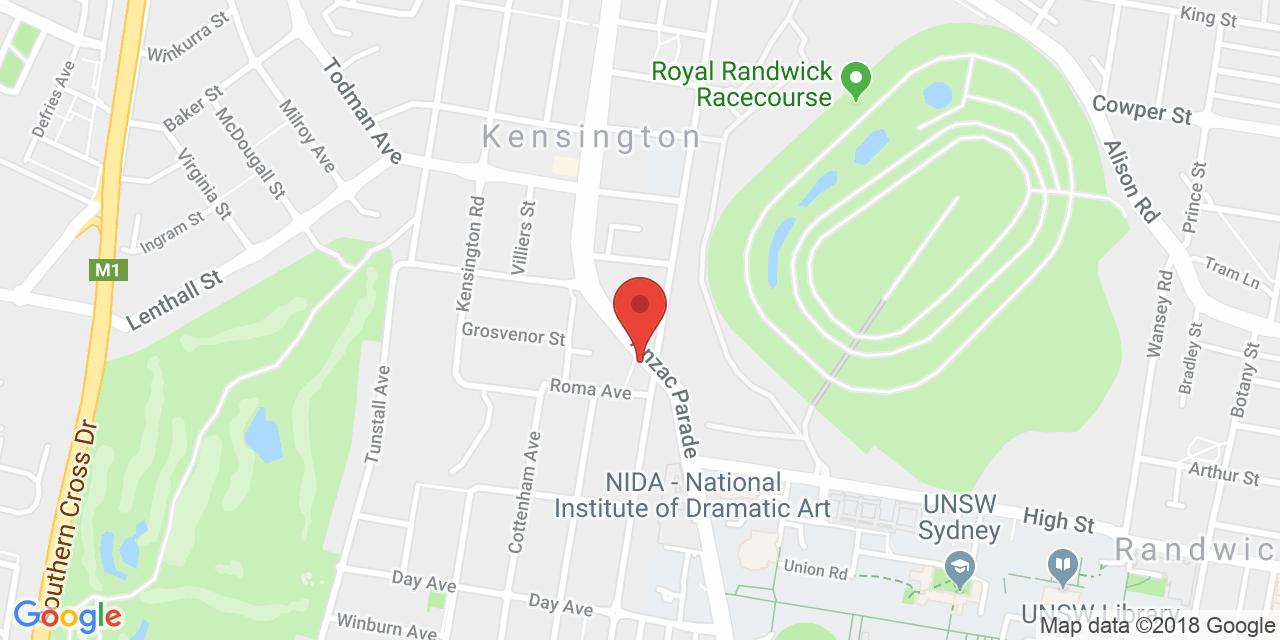 King St
Winkurra St
Defries Ave
Todman Ave
Royal Randwick
Racecourse
Cowper St
Baker St
McDougall St
Milroy Ave
Kensington
Alison Rd
Virginia St
Prince St
Ingram St
Kensington Rd
Villiers St
M1
Lenthall St
Tram Ln
Wansey Rd
Grosvenor St
Bradley St
Botany St
Anzac Parade
Roma Ave
Tunstall Ave
Cottenham Ave
Southern Cross Dr
NIDA - National
Institute of Dramatic Art
Arthur St
UNSW
Sydney
High St
Randwic
Union Rd
Day Ave
Day Ave
Winburn Ave
UNSW Library
Google
Map data ©2018 Google